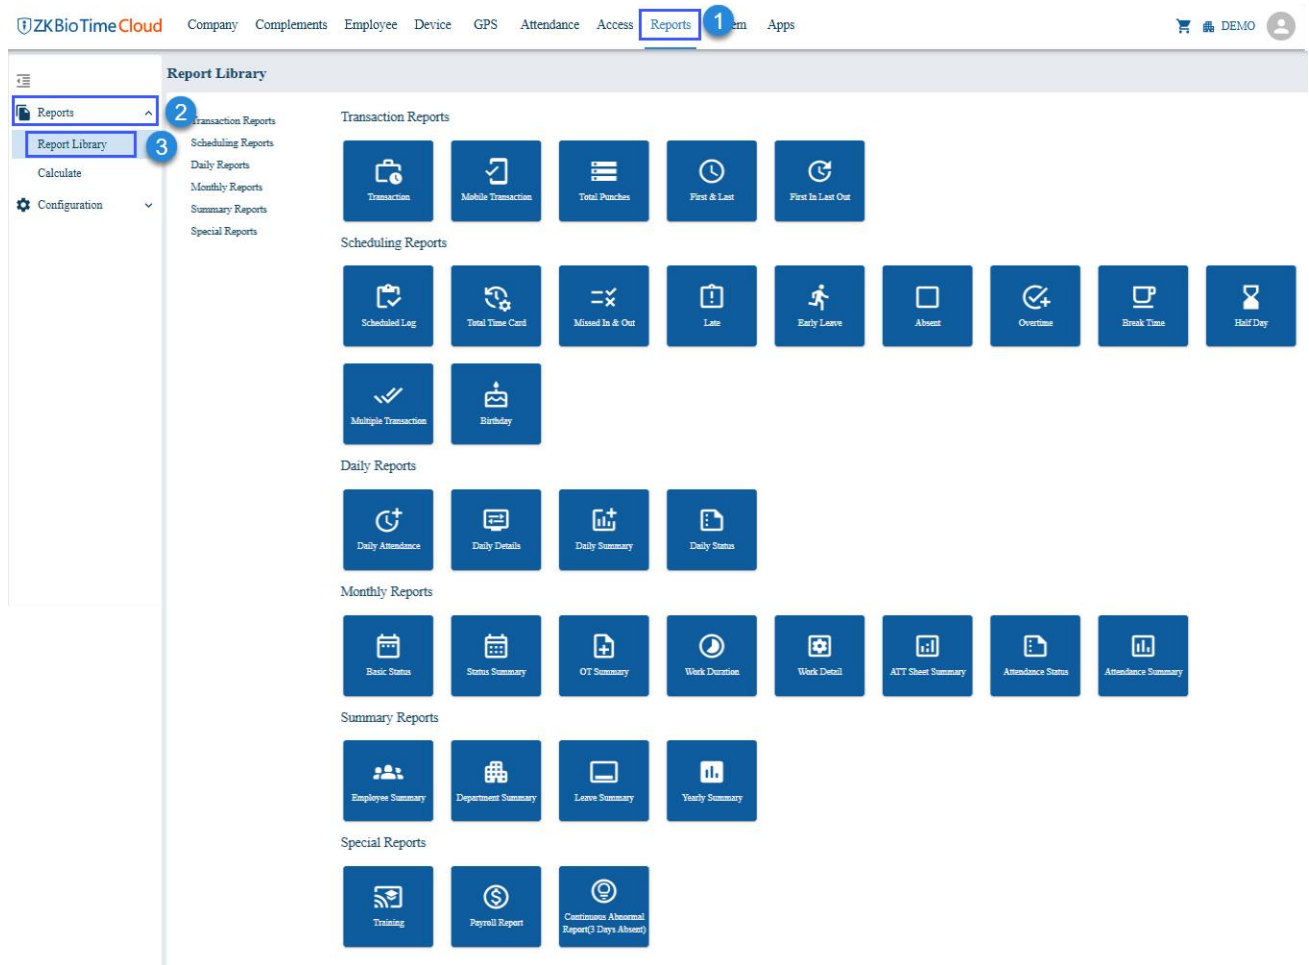 ZKBioTimeCloud
Company Complements Employee Device GPS Attendance Access Reports 1 em Apps
DEMO
Report Library
Reports
2
Report Library
3
Calculate
Configuration
Transaction Reports
Scheduling Reports
Daily Reports
Monthly Reports
Summary Reports
Special Reports
Transaction Reports
Transaction
Mobile Transaction
Total Punches
First & Last
First In Last Out
Scheduling Reports
Scheduled Log
Total Time Card
Missed In & Out
Late
Early Leave
Absent
Overtime
Break Time
Half Day
Multiple Transaction
Birthday
Daily Reports
Daily Attendance
Daily Details
Daily Summary
Daily Status
Monthly Reports
Basic Status
Status Summary
OT Summary
Work Duration
Work Detail
ATT Sheet Summary
Attendance Status
Attendance Summary
Summary Reports
Employee Summary
Department Summary
Leave Summary
Yearly Summary
Special Reports
Training
Payroll Report
Continuous Abnormal
Report(3 Days Absent)